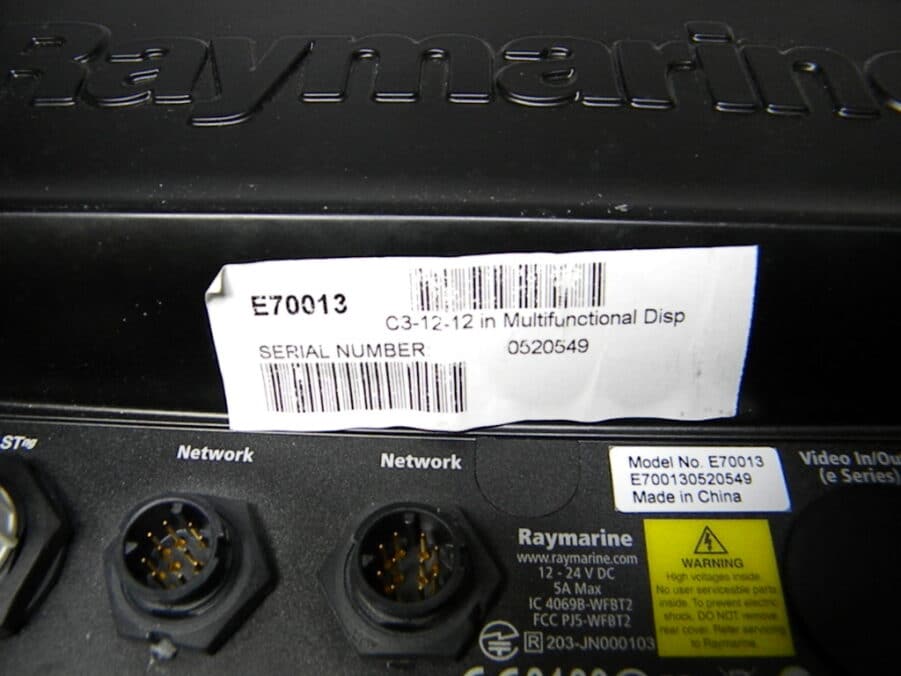 Raymarine
E70013
C3-12-12 in Multifunctional Disp
SERIAL NUMBER 0520549
STng
Network
Network
Model No. E70013
E700130520549
Made in China
Video In/Ou
(e Series)
Raymarine
www.raymarine.com
12 - 24 V DC
5A Max
IC 4069B-WFBT2
FCC PJ5-WFBT2
R 203-JN000103
WARNING
High voltages inside.
No user serviceable parts
inside. To prevent electric
shock, DO NOT remove
rear cover. Refer servicing
to Raymarine.